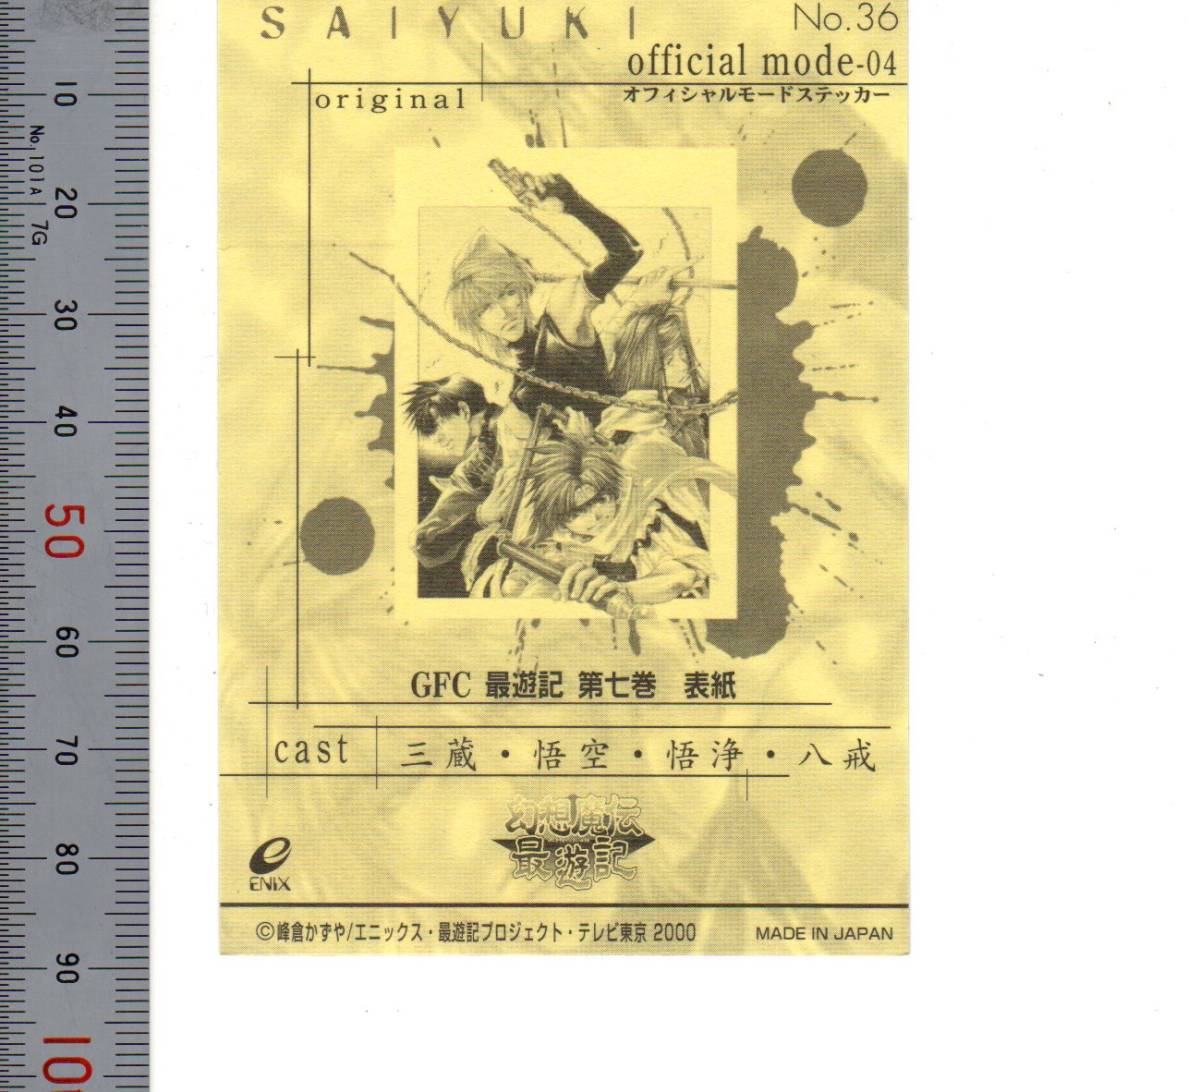 SAIYUKI
No.36
official mode-04
オフィシャルモードステッカー
original
GFC 最遊記 第七巻 表紙
cast 三蔵・悟空・悟浄・八戒
幻想魔伝
最遊記
ENIX
©峰倉かずや/エニックス・最遊記プロジェクト・テレビ東京 2000
MADE IN JAPAN
10
No.101A 7G
20
30
40
50
60
70
80
90